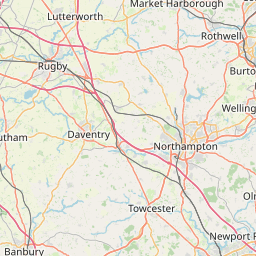 Market Harborough
Lutterworth
Rothwell
Rugby
Burto
Welling
Daventry
utham
Northampton
Towcester
Oln
Newport P
Banbury